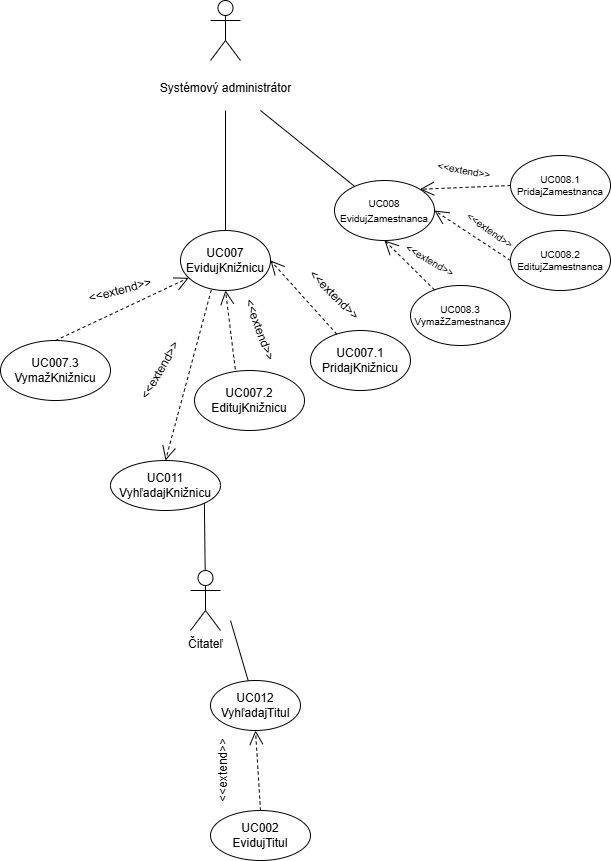 Systémový administrátor
<<extend>>
UC008.1
PridajZamestnanca
UC008
EvidujZamestnanca
<<extend>>
UC008.2
EditujZamestnanca
<<extend>>
UC007
EvidujKnižnicu
<<extend>>
<<extend>>
UC008.3
VymažZamestnanca
<<extend>>
<<extend>>
UC007.3
VymažKnižnicu
UC007.1
PridajKnižnicu
UC007.2
EditujKnižnicu
UC011
VyhľadajKnižnicu
Čitateľ
UC012
VyhľadajTitul
<<extend>>
UC002
EvidujTitul